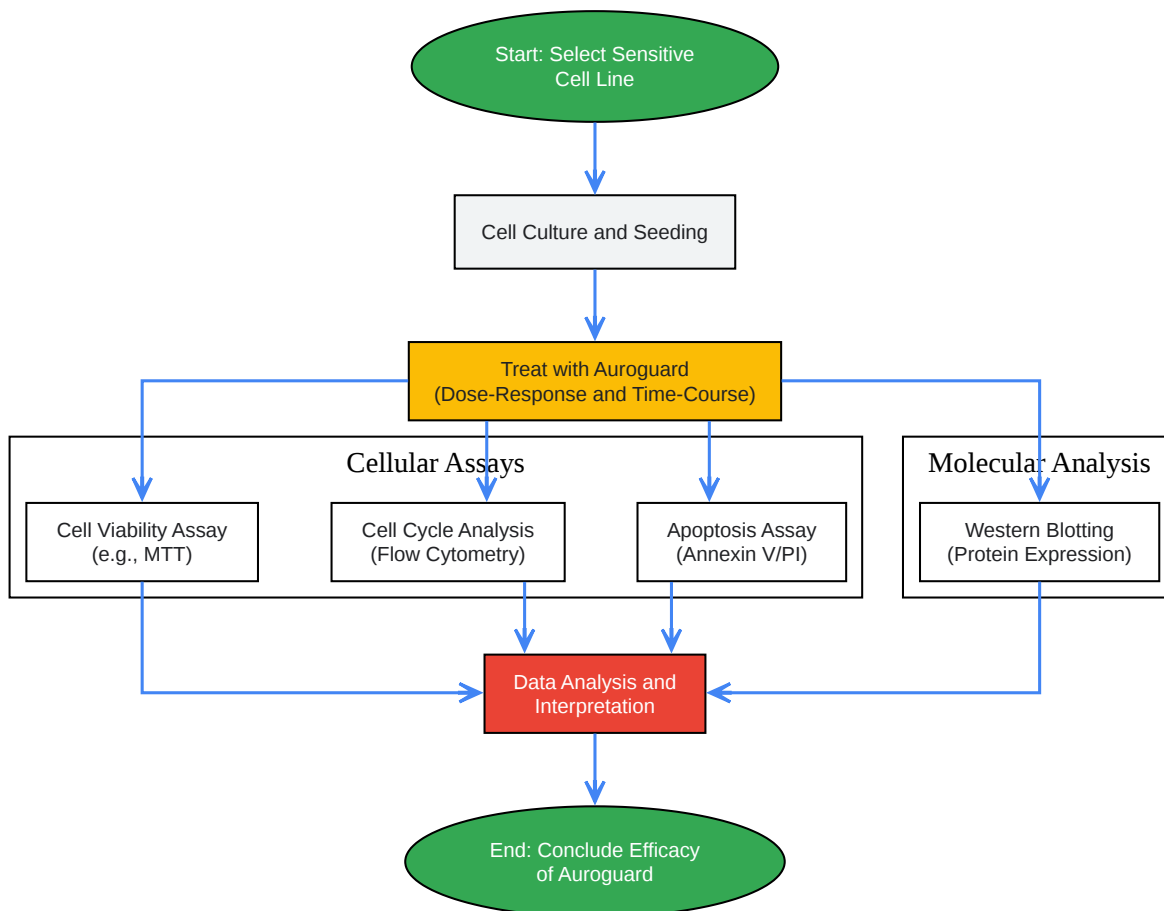 Start: Select Sensitive
Cell Line
Cell Culture and Seeding
Treat with Auroguard
(Dose-Response and Time-Course)
Cellular Assays
Molecular Analysis
Cell Viability Assay
(e.g., MTT)
Cell Cycle Analysis
(Flow Cytometry)
Apoptosis Assay
(Annexin V/PI)
Western Blotting
(Protein Expression)
Data Analysis and
Interpretation
End: Conclude Efficacy
of Auroguard